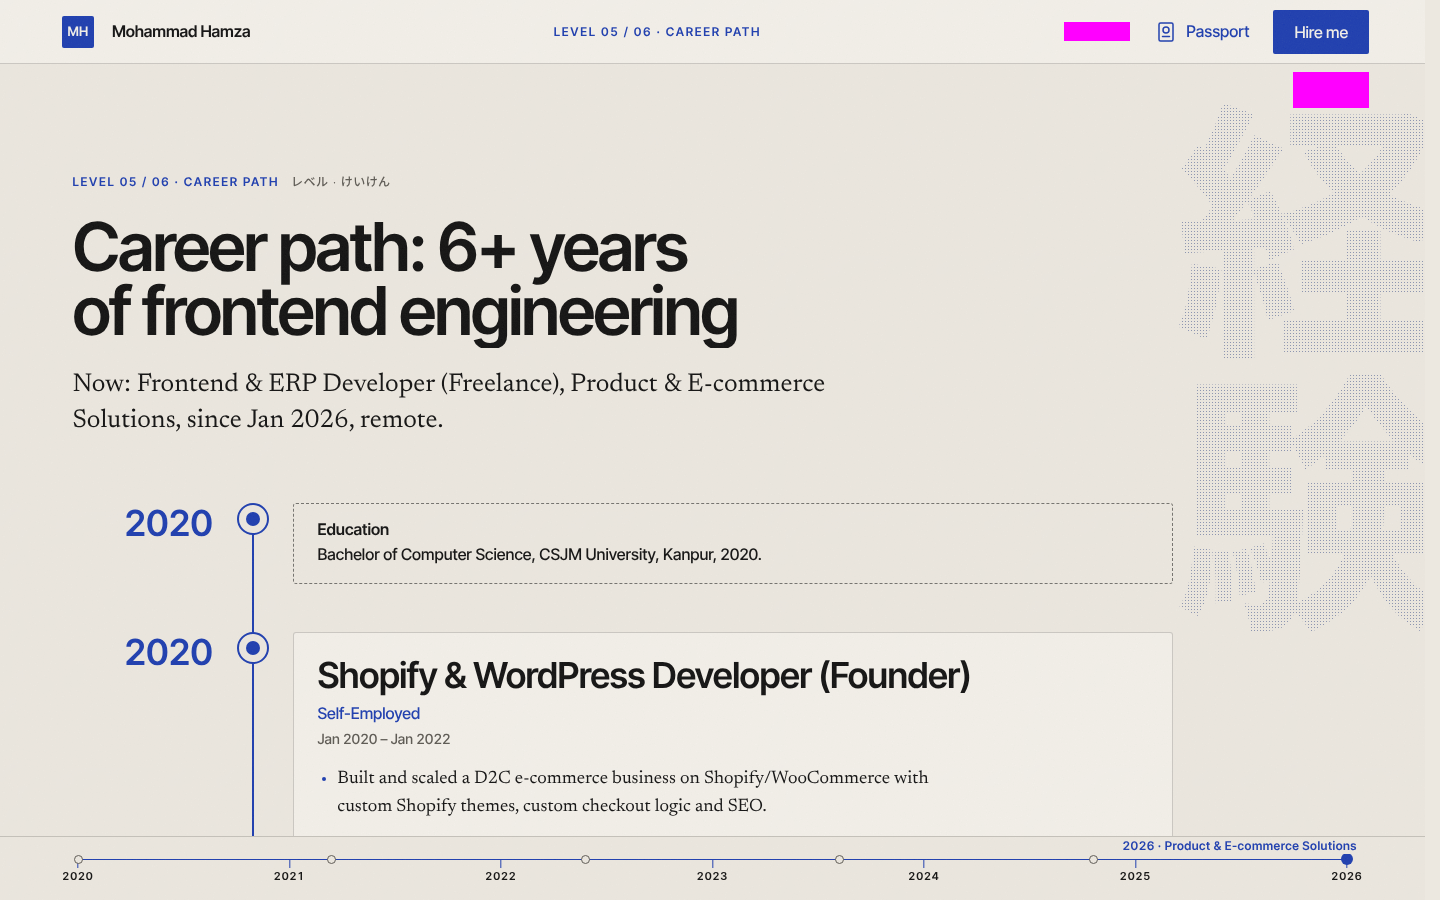 MH
Mohammad Hamza
LEVEL 05 / 06 · CAREER PATH
Passport
Hire me
経験
LEVEL 05 / 06 · CAREER PATH レベル · けいけん
Career path: 6+ years
of frontend engineering
Now: Frontend & ERP Developer (Freelance), Product & E-commerce
Solutions, since Jan 2026, remote.
2020
Education
Bachelor of Computer Science, CSJM University, Kanpur, 2020.
2020
Shopify & WordPress Developer (Founder)
Self-Employed
Jan 2020 – Jan 2022
• Built and scaled a D2C e-commerce business on Shopify/WooCommerce with
custom Shopify themes, custom checkout logic and SEO.
2026 · Product & E-commerce Solutions
2020 2021 2022 2023 2024 2025 2026